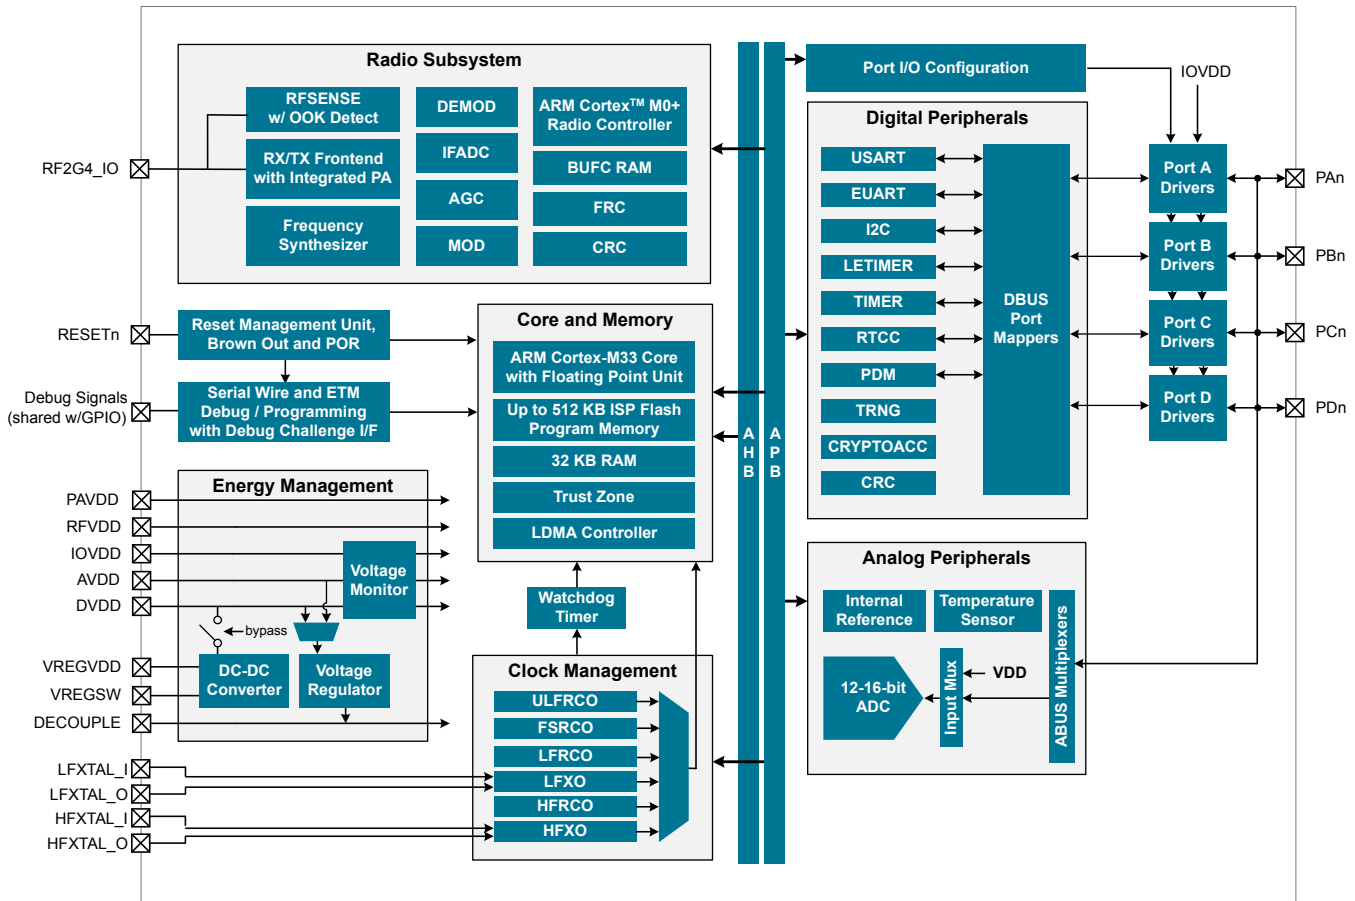 Radio Subsystem
RFSENSE
w/ OOK Detect
RX/TX Frontend
with Integrated PA
Frequency
Synthesizer
DEMOD
IFADC
AGC
MOD
ARM Cortex™ M0+
Radio Controller
BUFC RAM
FRC
CRC
RF2G4_IO
RESETn
Reset Management Unit,
Brown Out and POR
Debug Signals
(shared w/GPIO)
Serial Wire and ETM
Debug / Programming
with Debug Challenge I/F
Core and Memory
ARM Cortex-M33 Core
with Floating Point Unit
Up to 512 KB ISP Flash
Program Memory
32 KB RAM
Trust Zone
LDMA Controller
Energy Management
PAVDD
RFVDD
IOVDD
AVDD
DVDD
VREGVDD
VREGSW
DECOUPLE
Voltage
Monitor
bypass
DC-DC
Converter
Voltage
Regulator
Watchdog
Timer
Clock Management
ULFRCO
FSRCO
LFRCO
LFXO
HFRCO
HFXO
LFXTAL_I
LFXTAL_O
HFXTAL_I
HFXTAL_O
AHB
APB
Port I/O Configuration
IOVDD
Digital Peripherals
USART
EUART
I2C
LETIMER
TIMER
RTCC
PDM
TRNG
CRYPTOACC
CRC
DBUS
Port
Mappers
Port A
Drivers
Port B
Drivers
Port C
Drivers
Port D
Drivers
PAn
PBn
PCn
PDn
Analog Peripherals
Internal
Reference
Temperature
Sensor
12-16-bit
ADC
Input Mux
VDD
ABUS Multiplexers